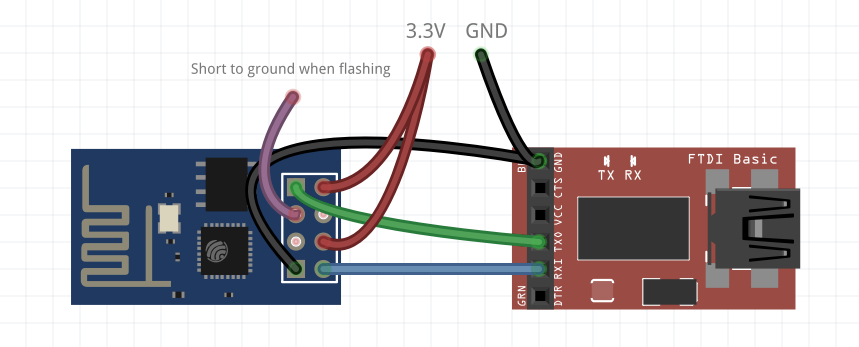 3.3V GND
Short to ground when flashing
FTDI Basic
TX RX
GND
CTS
VCC
TXO
RXI
DTR
B
GRN